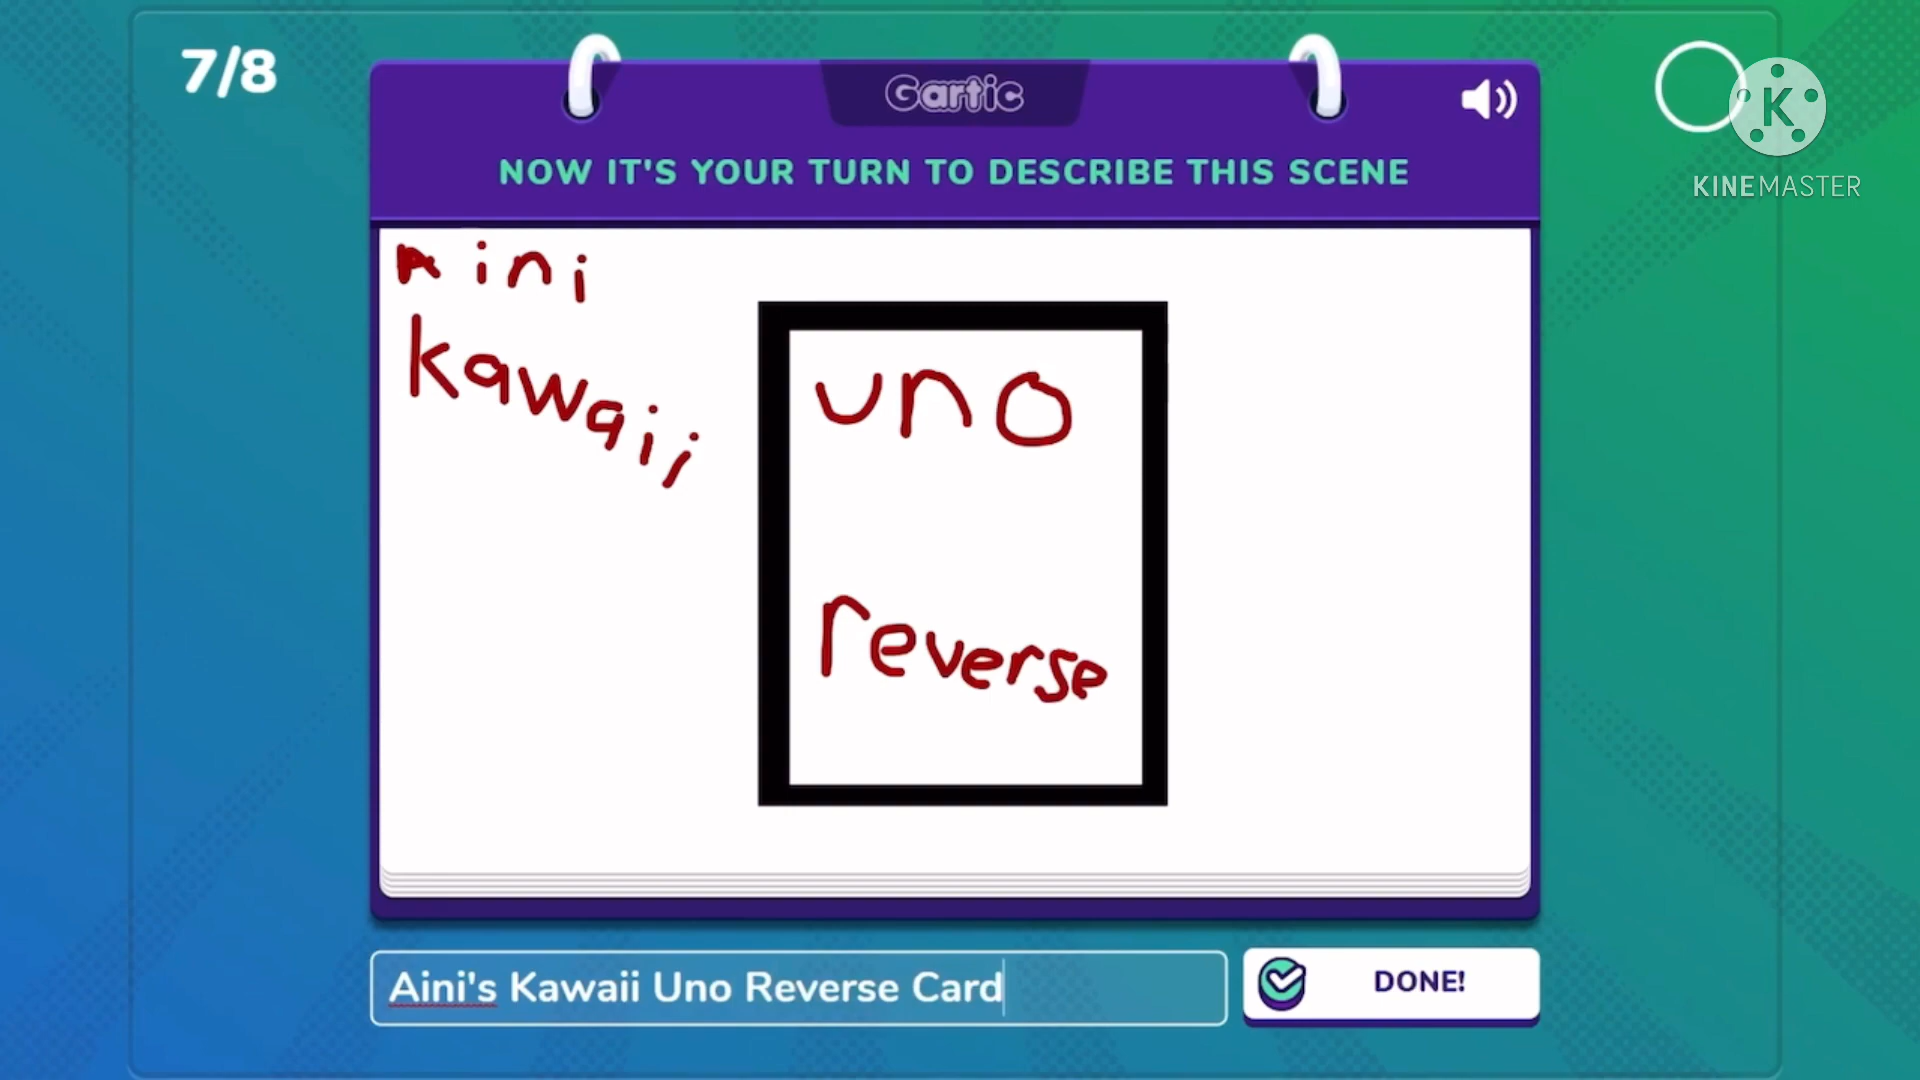 7/8
Gartic
NOW IT'S YOUR TURN TO DESCRIBE THIS SCENE
K
KINEMASTER
Aini
kawaii
uno
reverse
Aini's Kawaii Uno Reverse Card
DONE!